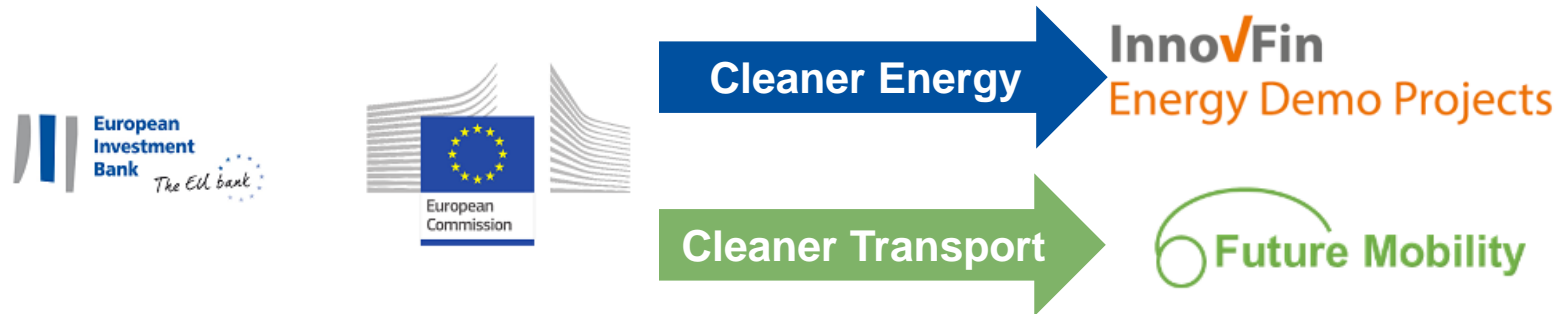 European
Investment
Bank
The EU bank
European
Commission
Cleaner Energy
InnovFin
Energy Demo Projects
Cleaner Transport
Future Mobility